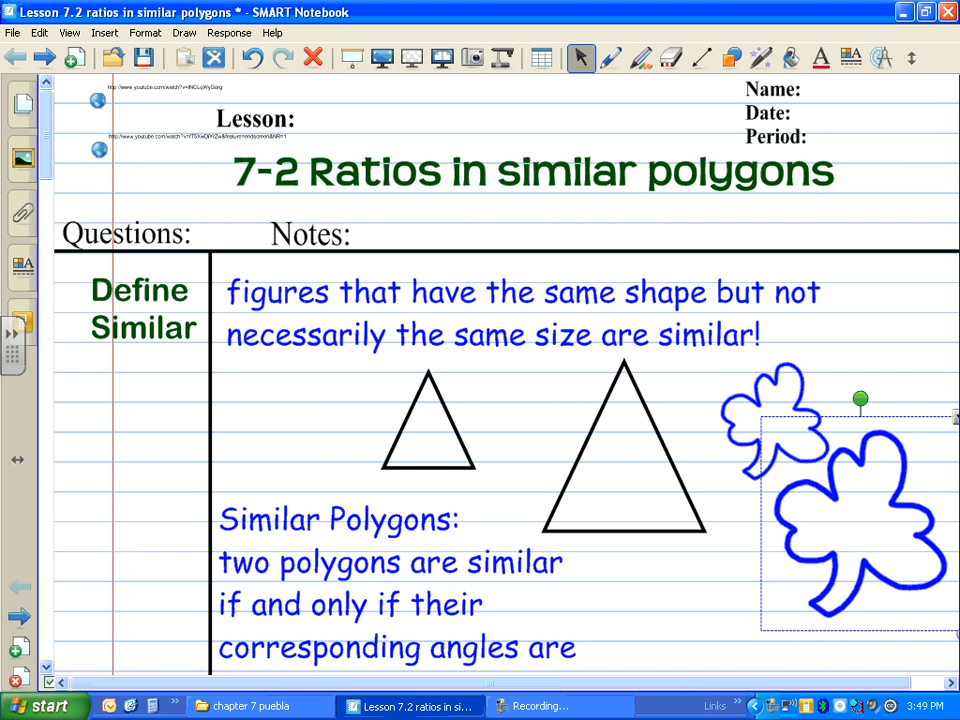 Lesson 7.2 ratios in similar polygons * - SMART Notebook
File Edit View Insert Format Draw Response Help
Name:
Lesson:
Date:
Period:
7-2 Ratios in similar polygons
Questions: Notes:
Define
Similar
figures that have the same shape but not
necessarily the same size are similar!
Similar Polygons:
two polygons are similar
if and only if their
corresponding angles are
start
chapter 7 puebla
Lesson 7.2 ratios in si...
Recording...
Links
3:49 PM